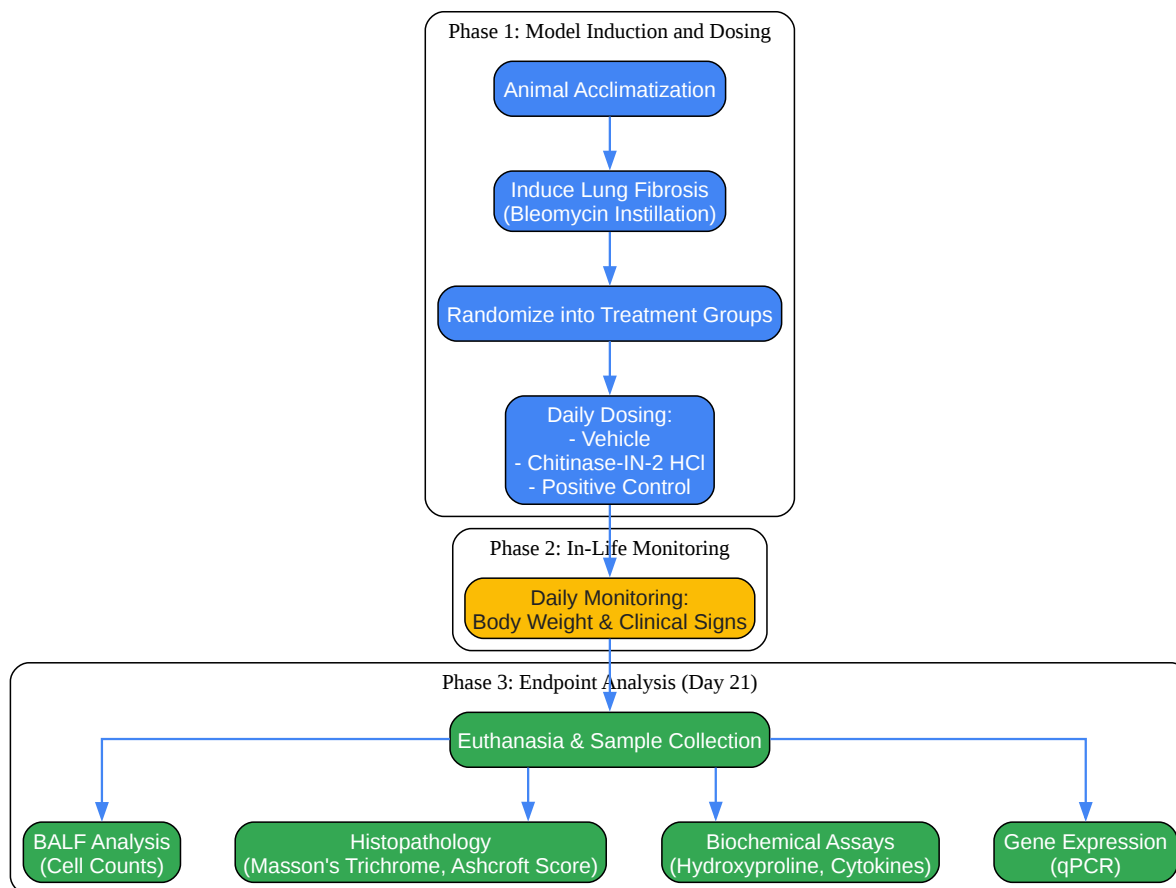 Phase 1: Model Induction and Dosing
Animal Acclimatization
Induce Lung Fibrosis
(Bleomycin Instillation)
Randomize into Treatment Groups
Daily Dosing:
- Vehicle
- Chitinase-IN-2 HCl
- Positive Control
Phase 2: In-Life Monitoring
Daily Monitoring:
Body Weight & Clinical Signs
Phase 3: Endpoint Analysis (Day 21)
Euthanasia & Sample Collection
BALF Analysis
(Cell Counts)
Histopathology
(Masson's Trichrome, Ashcroft Score)
Biochemical Assays
(Hydroxyproline, Cytokines)
Gene Expression
(qPCR)